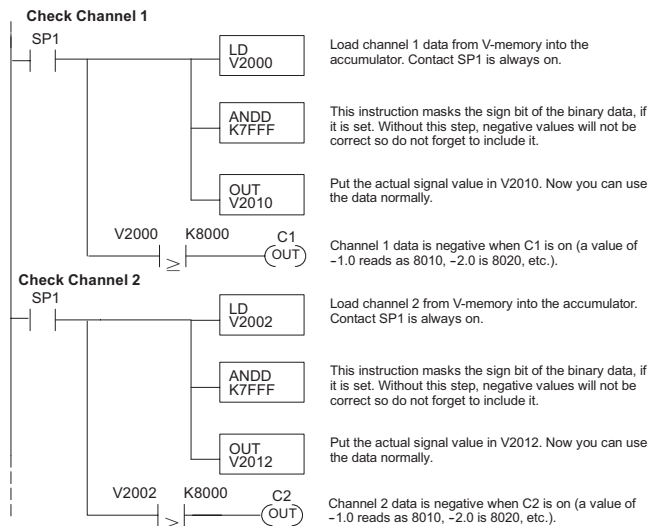 Check Channel 1
SP1
LD
V2000
Load channel 1 data from V-memory into the
accumulator. Contact SP1 is always on.
ANDD
K7FFF
This instruction masks the sign bit of the binary data, if
it is set. Without this step, negative values will not be
correct so do not forget to include it.
OUT
V2010
Put the actual signal value in V2010. Now you can use
the data normally.
V2000 K8000 C1
≥ OUT
Channel 1 data is negative when C1 is on (a value of
–1.0 reads as 8010, –2.0 is 8020, etc.).
Check Channel 2
SP1
LD
V2002
Load channel 2 from V-memory into the accumulator.
Contact SP1 is always on.
ANDD
K7FFF
This instruction masks the sign bit of the binary data, if
it is set. Without this step, negative values will not be
correct so do not forget to include it.
OUT
V2012
Put the actual signal value in V2012. Now you can use
the data normally.
V2002 K8000 C2
≥ OUT
Channel 2 data is negative when C2 is on (a value of
–1.0 reads as 8010, –2.0 is 8020, etc.).